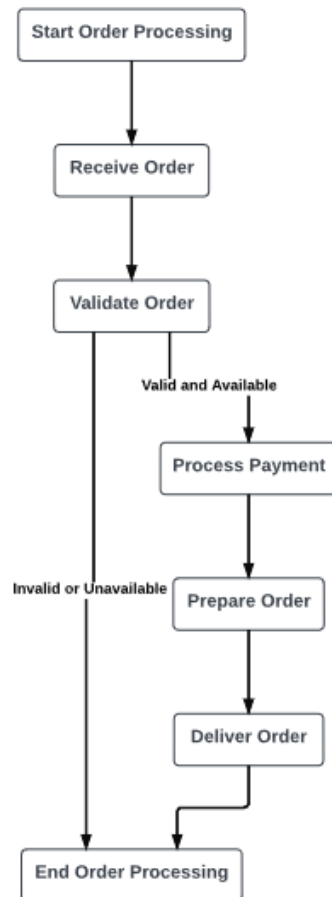 Start Order Processing
Receive Order
Validate Order
Valid and Available
Process Payment
Invalid or Unavailable
Prepare Order
Deliver Order
End Order Processing